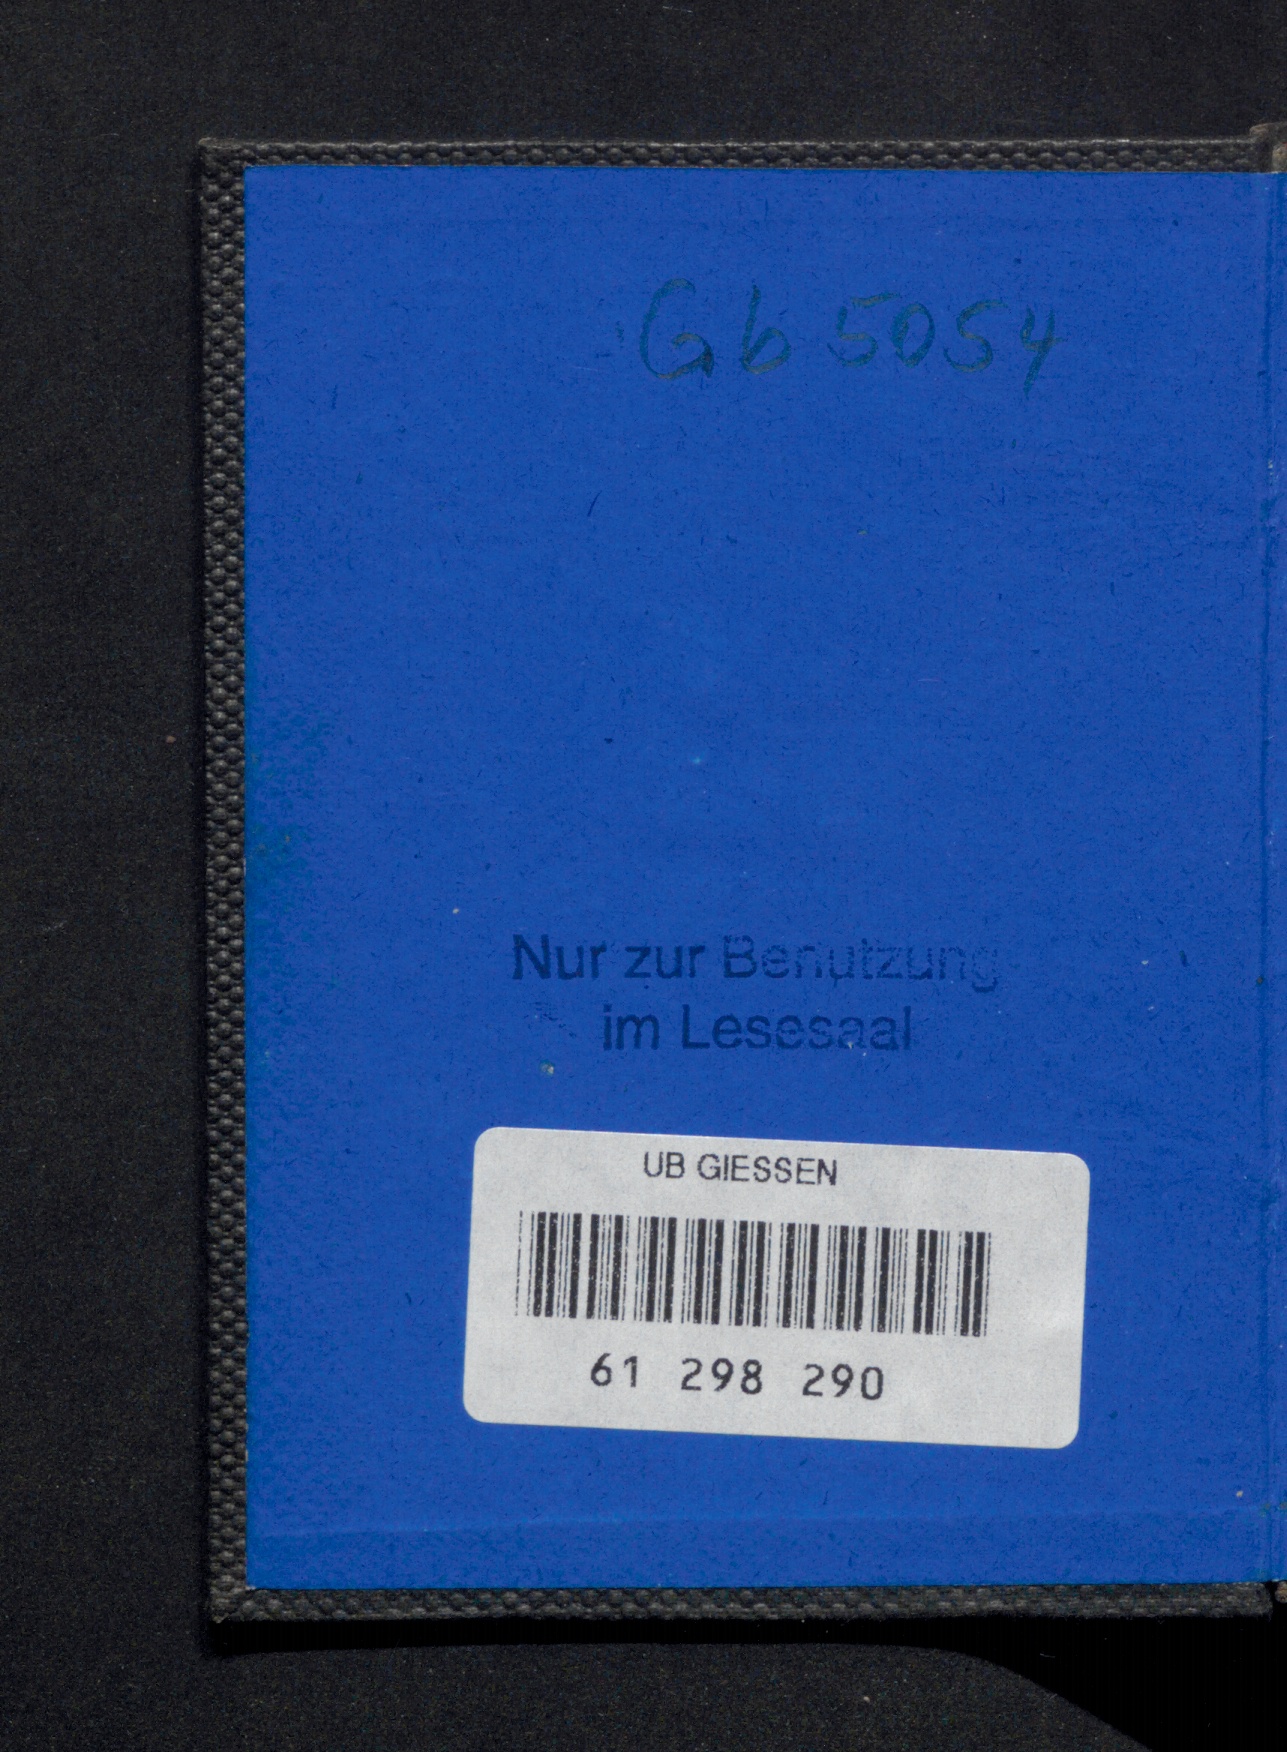 Gb 5054
Nur zur Benutzung
im Lesesaal
UB GIESSEN
61 298 290